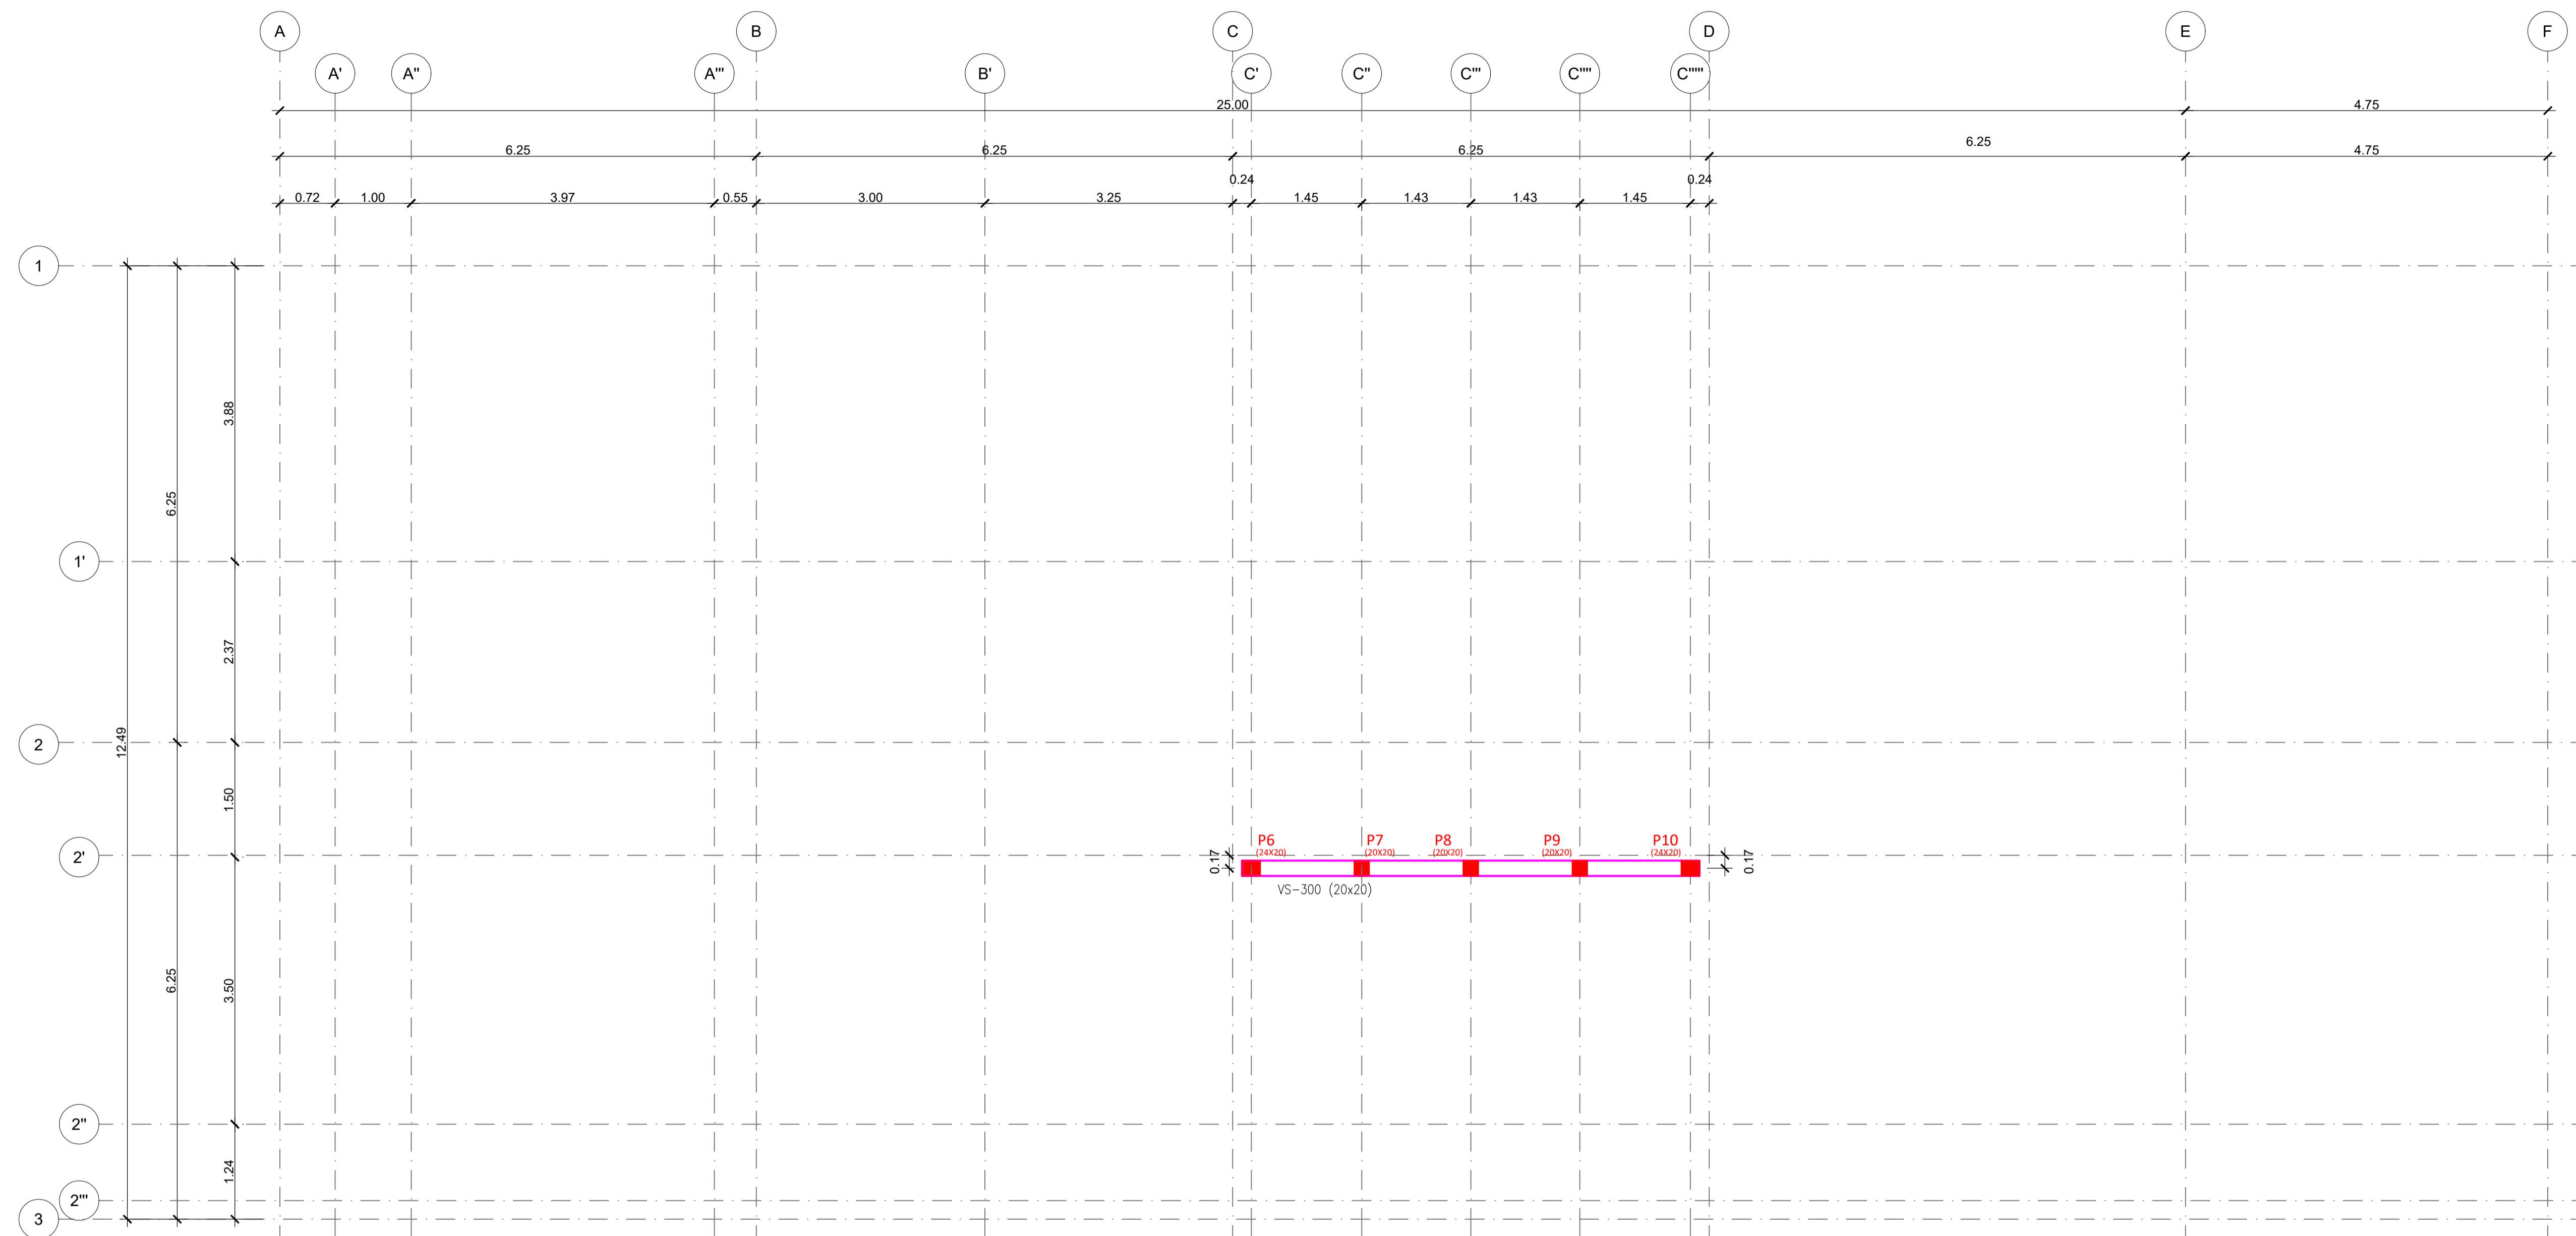 A B C D E F
A' A'' A''' B' C' C'' C''' C'''' C'''''
25.00 4.75
6.25 6.25 6.25 6.25 4.75
0.24 0.24
0.72 1.00 3.97 0.55 3.00 3.25 1.45 1.43 1.43 1.45
1
3.88
6.25
1'
2.37
2
12.49
1.50
P6 P7 P8 P9 P10
(24X20) (20X20) (20X20) (20X20) (24X20)
2'
0.17 0.17
VS-300 (20x20)
6.25
3.50
2''
1.24
2'''
3